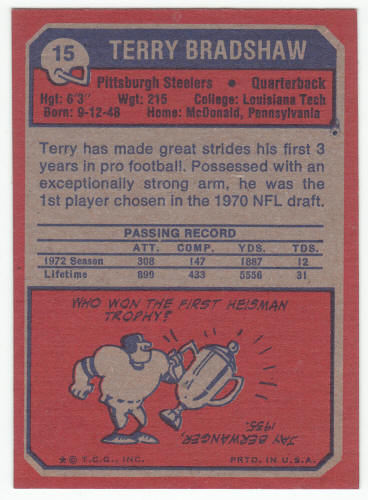 15 TERRY BRADSHAW
Pittsburgh Steelers • Quarterback
Hgt: 6'3" Wgt: 215 College: Louisiana Tech
Born: 9-12-48 Home: McDonald, Pennsylvania
Terry has made great strides his first 3
years in pro football. Possessed with an
exceptionally strong arm, he was the
1st player chosen in the 1970 NFL draft.
PASSING RECORD
ATT. COMP. YDS. TDS.
1972 Season 308 147 1887 12
Lifetime 899 433 5556 31
WHO WON THE FIRST HEISMAN
TROPHY?
JAY BERWANGER,
1935.
★ © T.C.G., INC. PRTD. IN U.S.A.